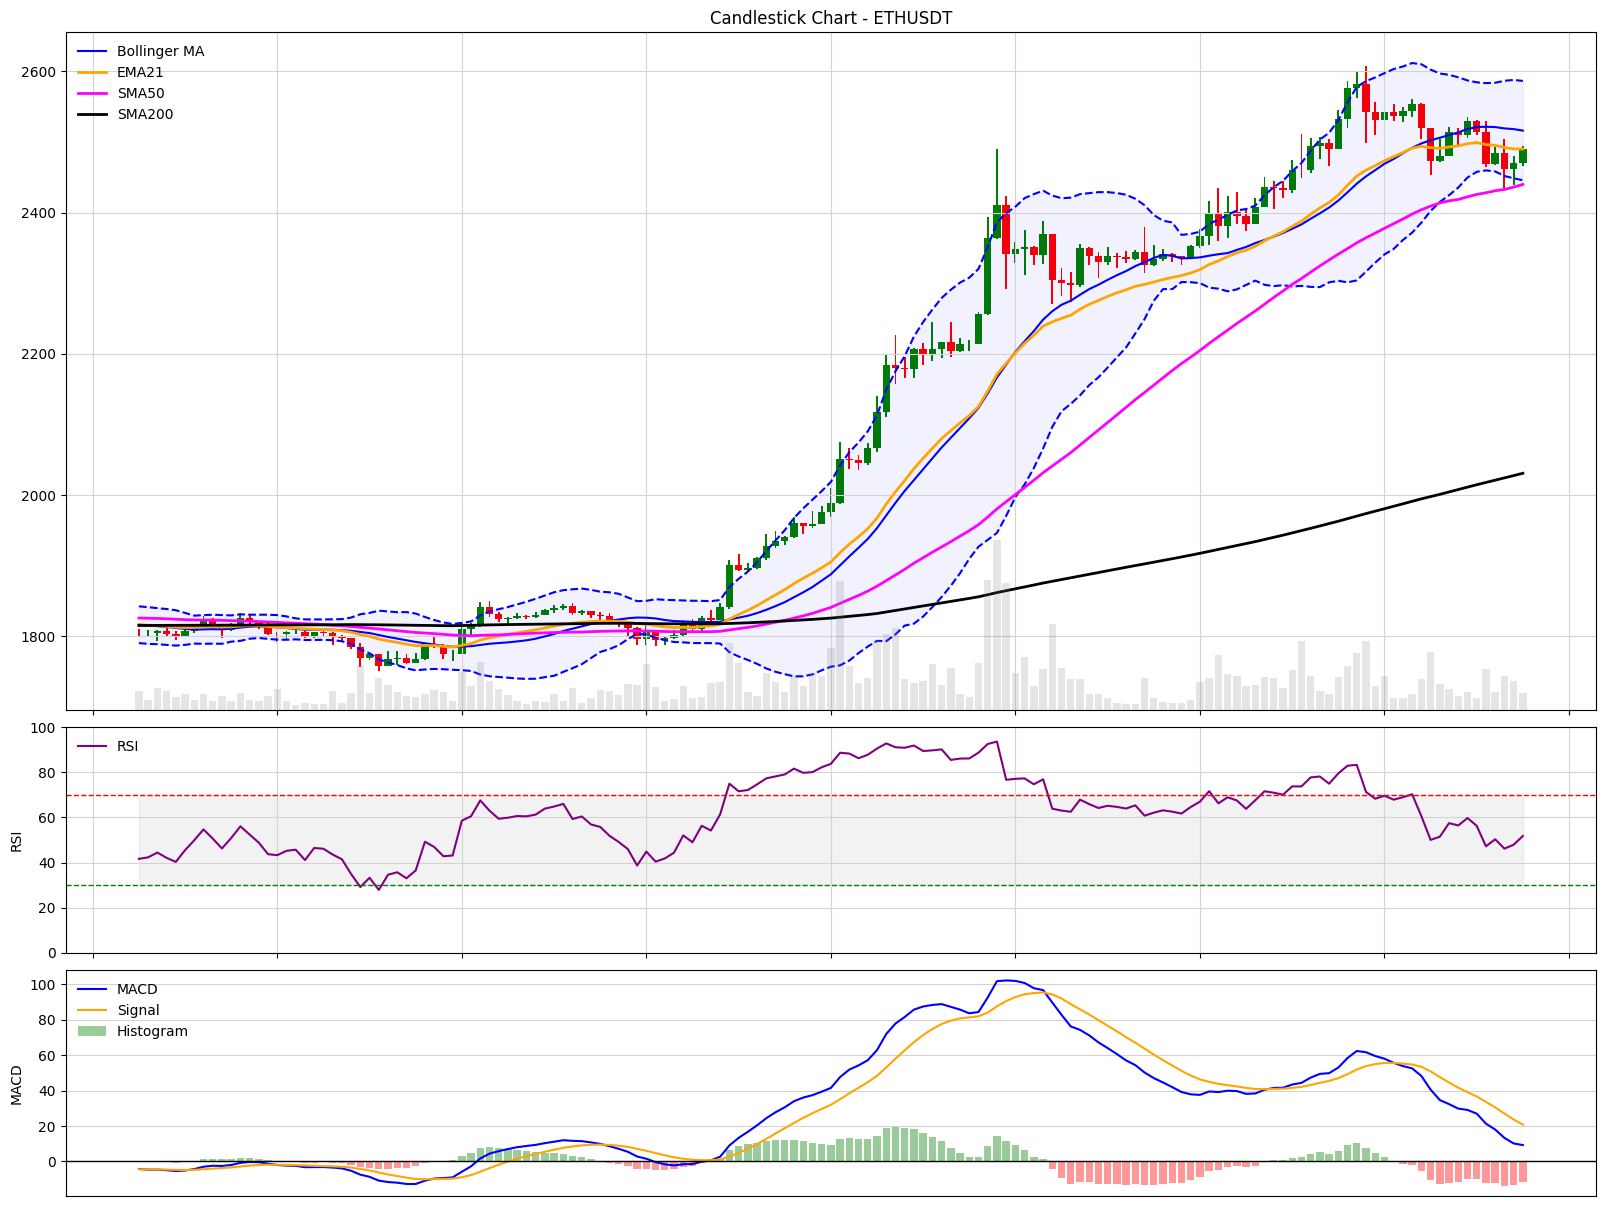 Candlestick Chart - ETHUSDT
Bollinger MA
EMA21
SMA50
SMA200
2600
2400
2200
2000
1800
RSI
100
80
60
40
20
0
RSI
MACD
Signal
Histogram
100
80
60
40
20
0
MACD